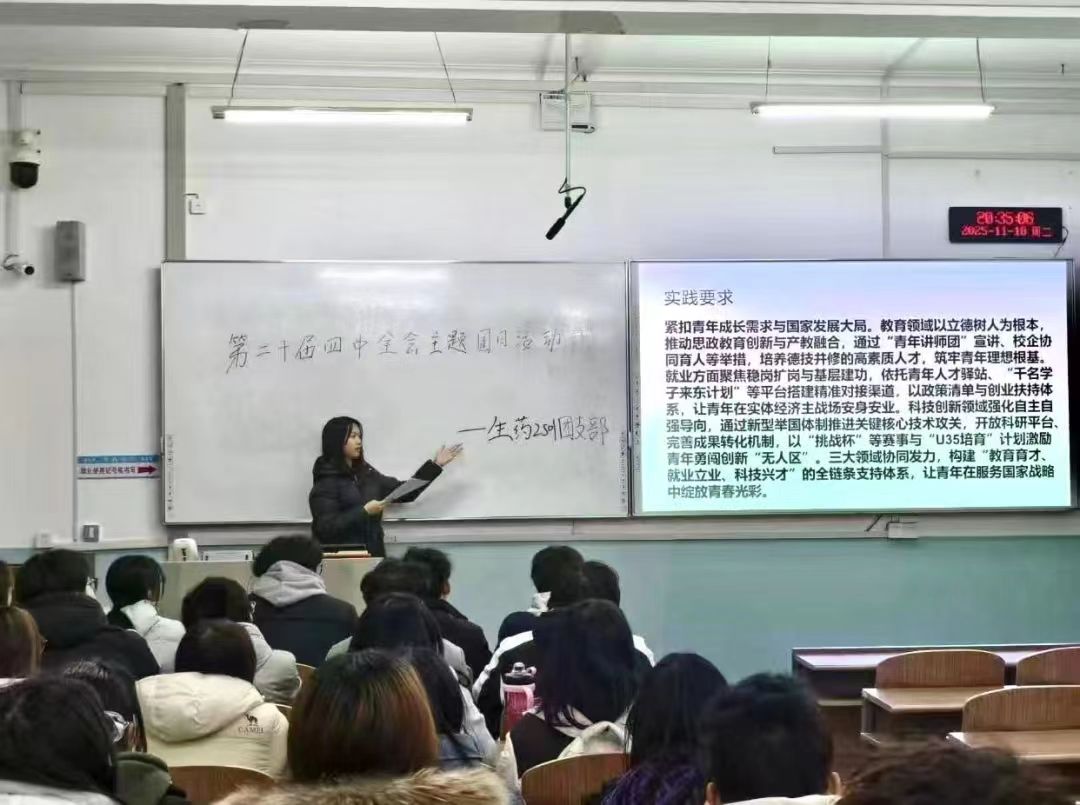 20:35:06
2025-11-18 周二
第二十届四中全会主题团日活动
—生药2501团支部
实践要求
紧扣青年成长需求与国家发展大局。教育领域以立德树人为根本，
推动思政教育创新与产教融合，通过“青年讲师团”宣讲、校企协
同育人等举措，培养德技并修的高素质人才，筑牢青年理想根基。
就业方面聚焦稳岗扩岗与基层建功，依托青年人才驿站、“千名学
子来东计划”等平台搭建精准对接渠道，以政策清单与创业扶持体
系，让青年在实体经济主战场安身安业。科技创新领域强化自主自
强导向，通过新型举国体制推进关键核心技术攻关，开放科研平台、
完善成果转化机制，以“挑战杯”等赛事与“U35培育”计划激励
青年勇闯创新“无人区”。三大领域协同发力，构建“教育育才、
就业立业、科技兴才”的全链条支持体系，让青年在服务国家战略
中绽放青春光彩。
CAMEL